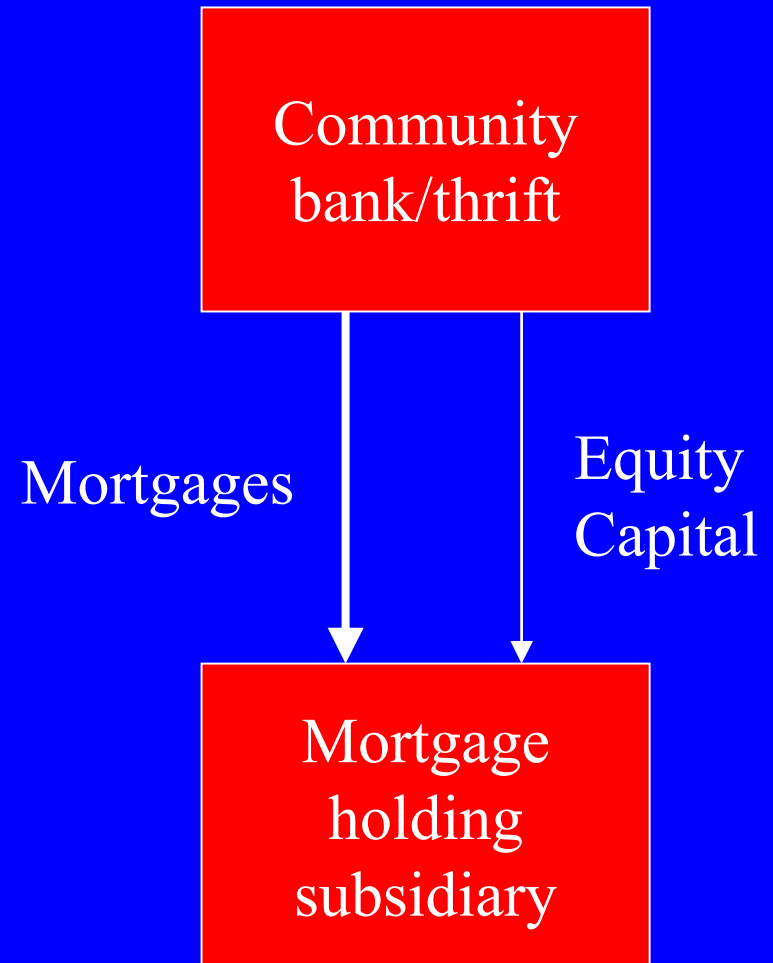 Community
bank/thrift
Mortgages
Equity
Capital
Mortgage
holding
subsidiary